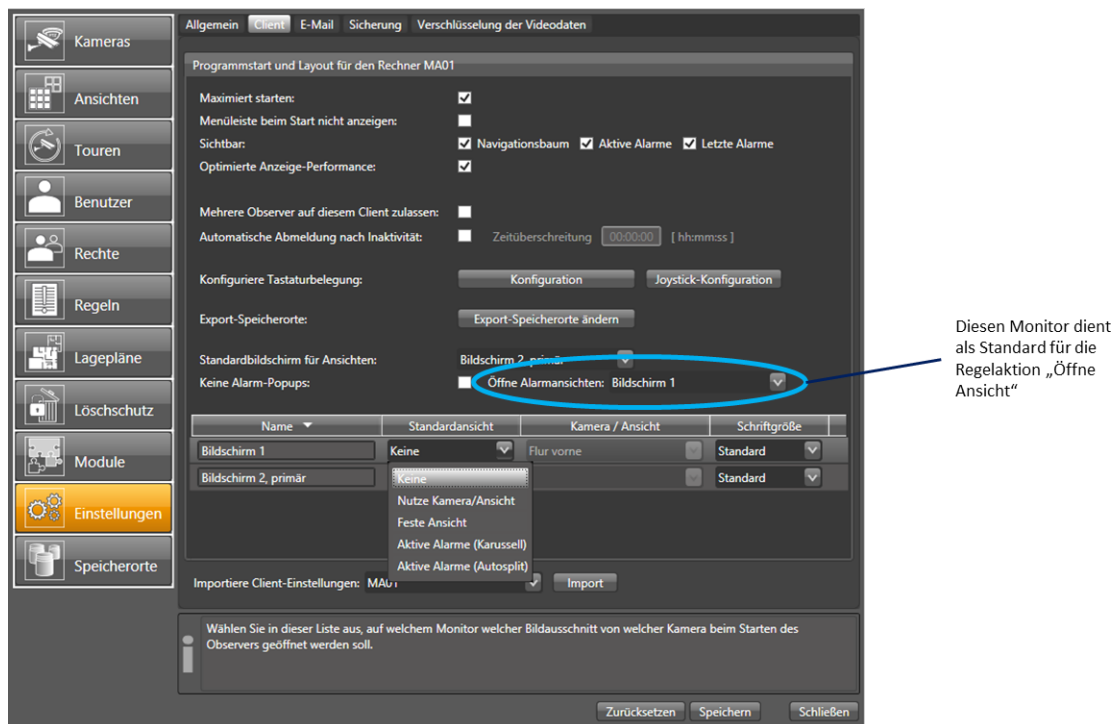 Kameras
Ansichten
Touren
Benutzer
Rechte
Regeln
Lagepläne
Löschschutz
Module
Einstellungen
Speicherorte
Allgemein Client E-Mail Sicherung Verschlüsselung der Videodaten
Programmstart und Layout für den Rechner MA01
Maximiert starten:
Menüleiste beim Start nicht anzeigen:
Sichtbar: Navigationsbaum Aktive Alarme Letzte Alarme
Optimierte Anzeige-Performance:
Mehrere Observer auf diesem Client zulassen:
Automatische Abmeldung nach Inaktivität: Zeitüberschreitung 00:00:00 [ hh:mm:ss ]
Konfiguriere Tastaturbelegung: Konfiguration Joystick-Konfiguration
Export-Speicherorte: Export-Speicherorte ändern
Standardbildschirm für Ansichten: Bildschirm 2, primär
Keine Alarm-Popups: Öffne Alarmansichten: Bildschirm 1
Name Standardansicht Kamera / Ansicht Schriftgröße
Bildschirm 1 Keine Flur vorne Standard
Bildschirm 2, primär Keine Standard
Nutze Kamera/Ansicht
Feste Ansicht
Aktive Alarme (Karussell)
Aktive Alarme (Autosplit)
Importiere Client-Einstellungen: MA01 Import
Wählen Sie in dieser Liste aus, auf welchem Monitor welcher Bildausschnitt von welcher Kamera beim Starten des
Observers geöffnet werden soll.
Zurücksetzen Speichern Schließen
Diesen Monitor dient
als Standard für die
Regelaktion „Öffne
Ansicht“